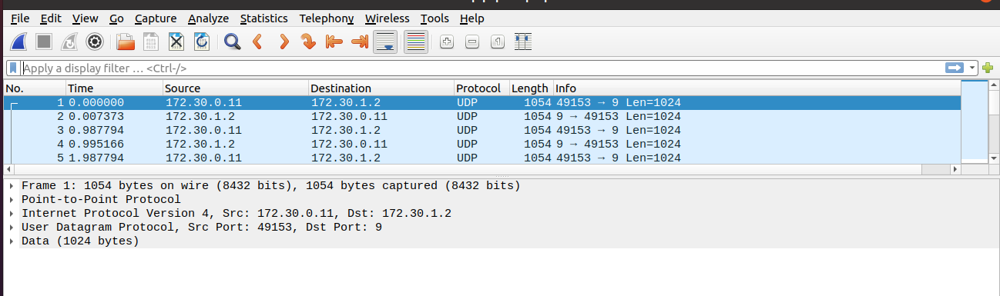 File Edit View Go Capture Analyze Statistics Telephony Wireless Tools Help
Apply a display filter … <Ctrl-/>
No. Time Source Destination Protocol Length Info
1 0.000000 172.30.0.11 172.30.1.2 UDP 1054 49153 → 9 Len=1024
2 0.007373 172.30.1.2 172.30.0.11 UDP 1054 9 → 49153 Len=1024
3 0.987794 172.30.0.11 172.30.1.2 UDP 1054 49153 → 9 Len=1024
4 0.995166 172.30.1.2 172.30.0.11 UDP 1054 9 → 49153 Len=1024
5 1.987794 172.30.0.11 172.30.1.2 UDP 1054 49153 → 9 Len=1024
Frame 1: 1054 bytes on wire (8432 bits), 1054 bytes captured (8432 bits)
Point-to-Point Protocol
Internet Protocol Version 4, Src: 172.30.0.11, Dst: 172.30.1.2
User Datagram Protocol, Src Port: 49153, Dst Port: 9
Data (1024 bytes)